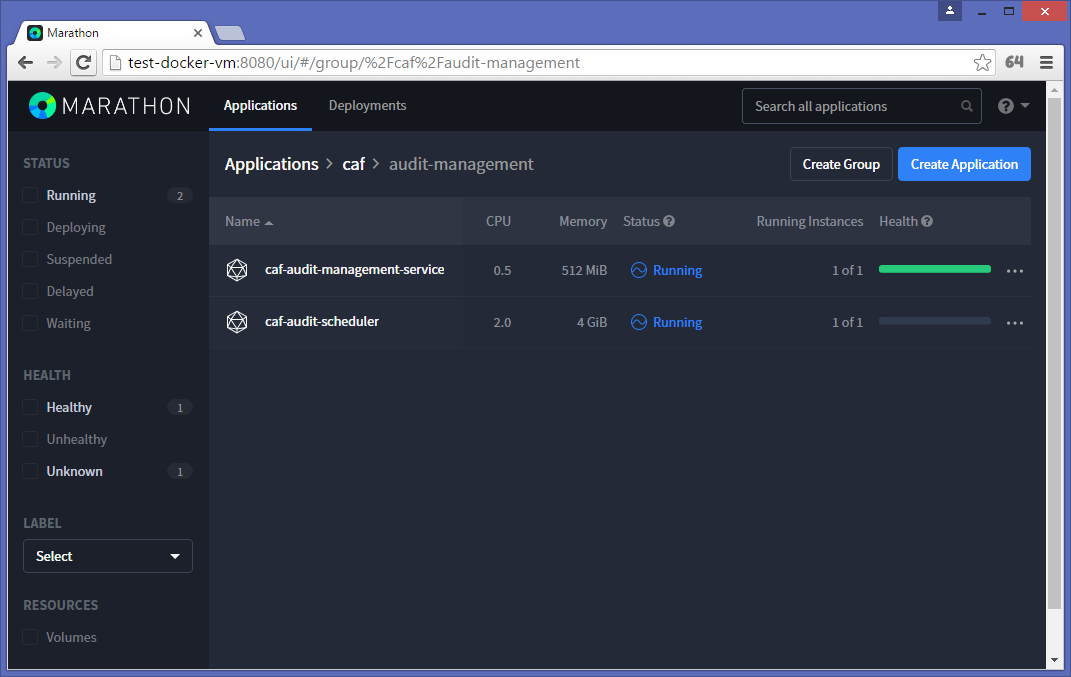 Marathon
test-docker-vm:8080/ui/#/group/%2Fcaf%2Faudit-management
64
MARATHON
Applications
Deployments
Search all applications
?
STATUS
Running 2
Deploying
Suspended
Delayed
Waiting
HEALTH
Healthy 1
Unhealthy
Unknown 1
LABEL
Select
RESOURCES
Volumes
Applications > caf > audit-management
Create Group
Create Application
Name CPU Memory Status ? Running Instances Health ?
caf-audit-management-service 0.5 512 MiB Running 1 of 1 ...
caf-audit-scheduler 2.0 4 GiB Running 1 of 1 ...